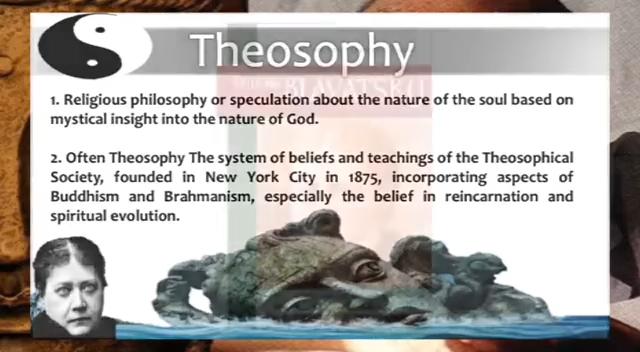 Theosophy
BLAVATSKY
1. Religious philosophy or speculation about the nature of the soul based on
mystical insight into the nature of God.
2. Often Theosophy The system of beliefs and teachings of the Theosophical
Society, founded in New York City in 1875, incorporating aspects of
Buddhism and Brahmanism, especially the belief in reincarnation and
spiritual evolution.